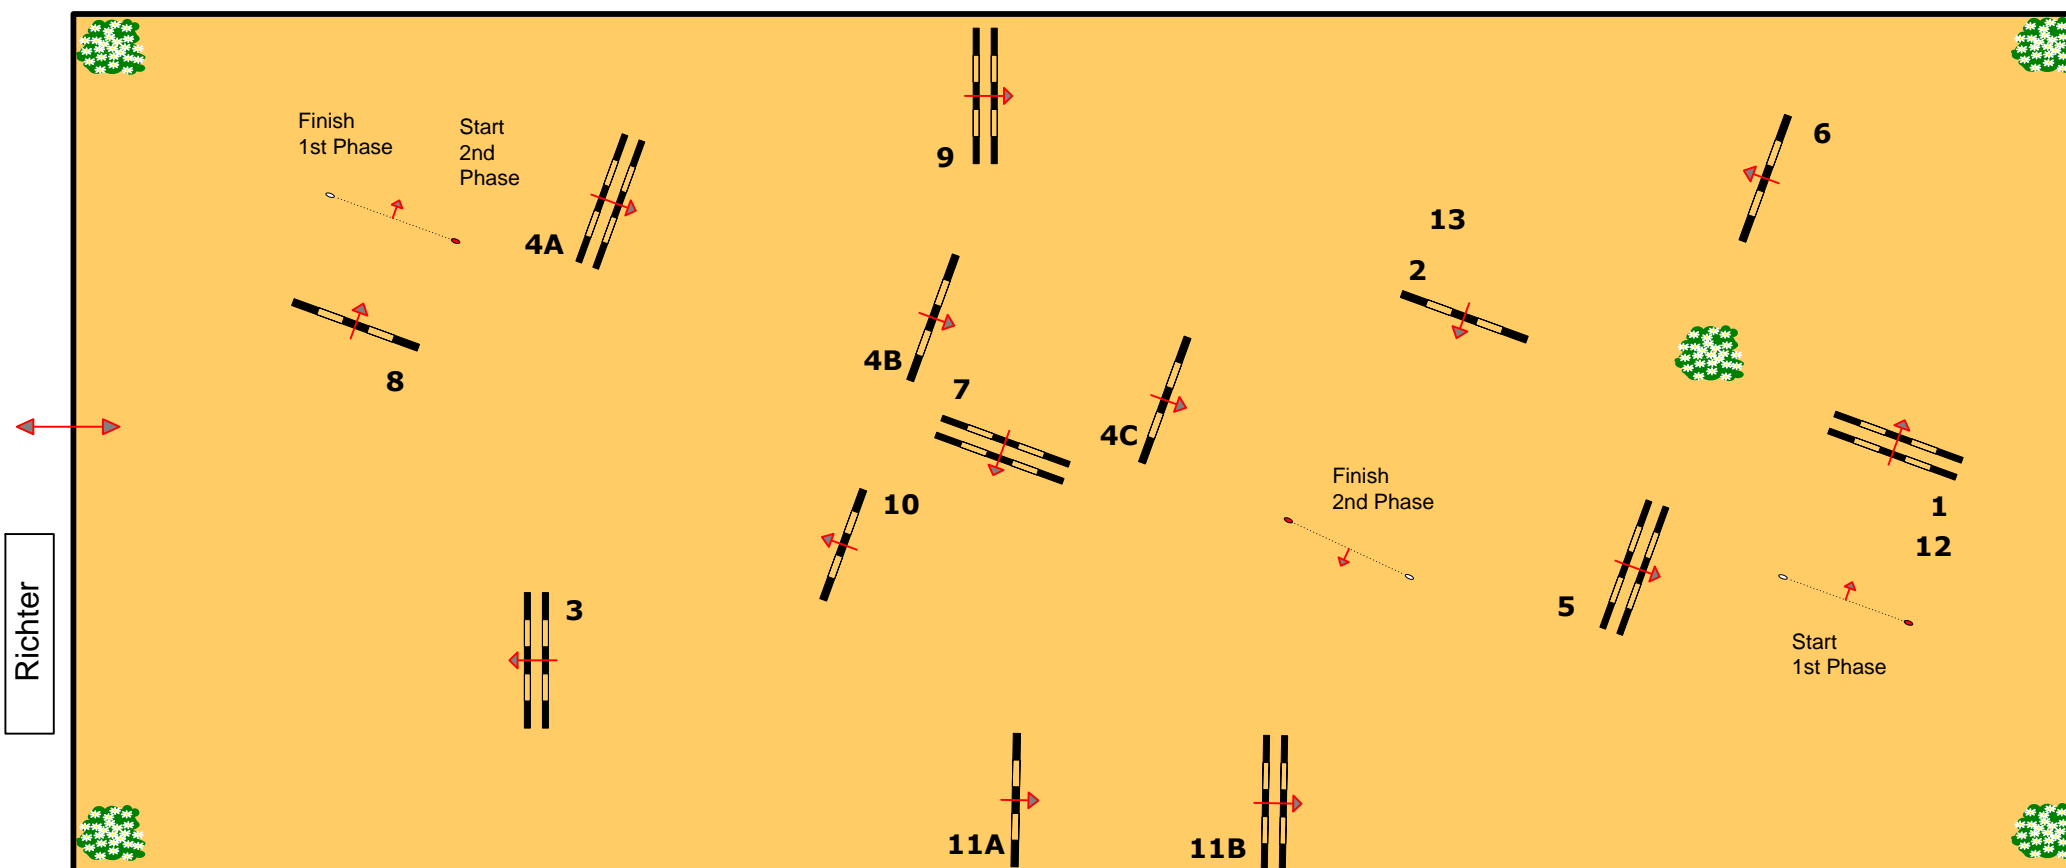 Finish
1st Phase
Start
2nd
Phase
4A
9
6
13
2
8
4B
7
4C
10
Finish
2nd Phase
1
12
3
5
Start
1st Phase
Richter
11A
11B